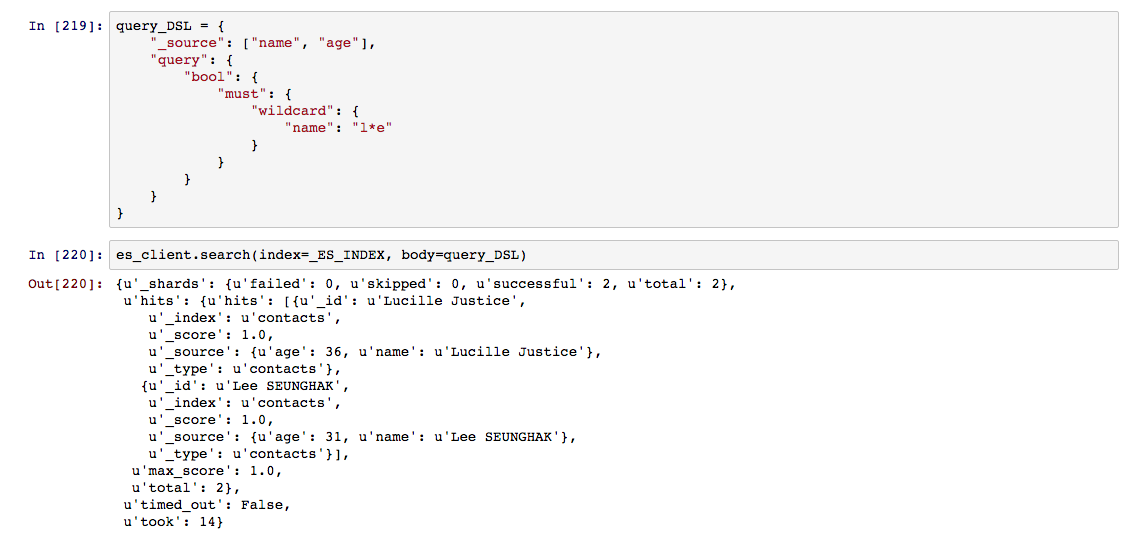 In [219]: query_DSL = {
    "_source": ["name", "age"],
    "query": {
        "bool": {
            "must": {
                "wildcard": {
                    "name": "l*e"
                }
            }
        }
    }
}
In [220]: es_client.search(index=_ES_INDEX, body=query_DSL)
Out[220]: {u'_shards': {u'failed': 0, u'skipped': 0, u'successful': 2, u'total': 2},
 u'hits': {u'hits': [{u'_id': u'Lucille Justice',
    u'_index': u'contacts',
    u'_score': 1.0,
    u'_source': {u'age': 36, u'name': u'Lucille Justice'},
    u'_type': u'contacts'},
   {u'_id': u'Lee SEUNGHAK',
    u'_index': u'contacts',
    u'_score': 1.0,
    u'_source': {u'age': 31, u'name': u'Lee SEUNGHAK'},
    u'_type': u'contacts'}],
  u'max_score': 1.0,
  u'total': 2},
 u'timed_out': False,
 u'took': 14}